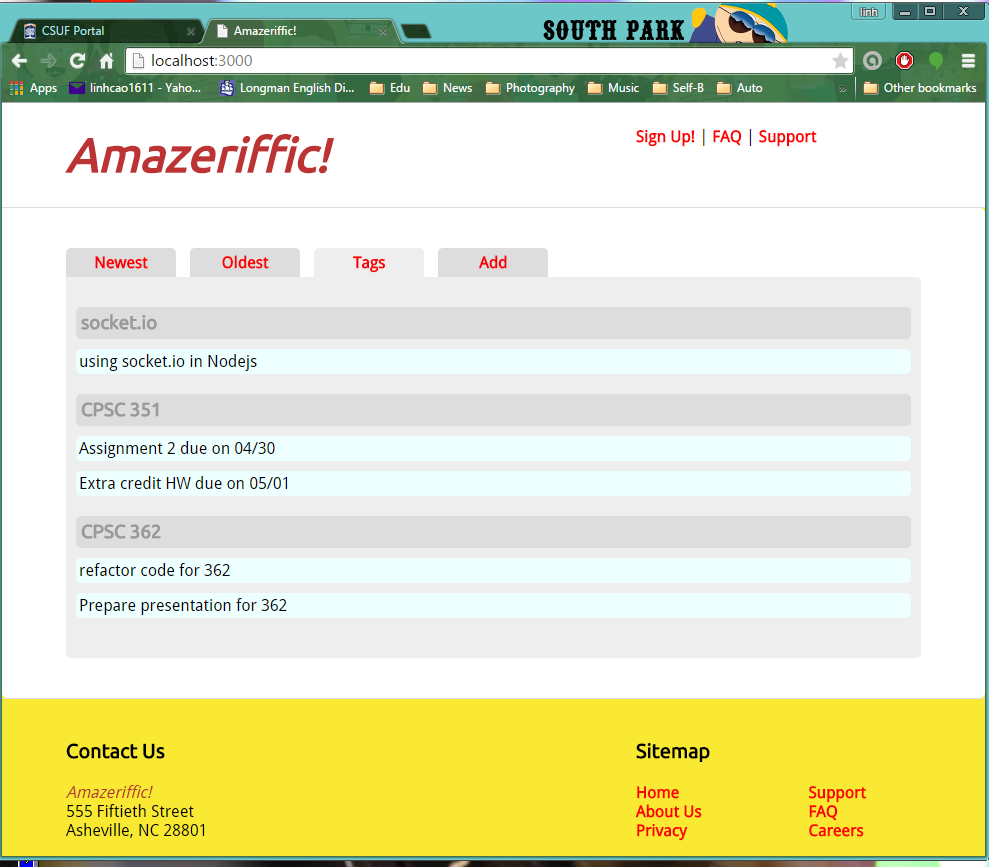 SOUTH PARK
linh
CSUF Portal
Amazeriffic!
localhost:3000
Apps linhcao1611 - Yahoo... Longman English Di... Edu News Photography Music Self-B Auto » Other bookmarks
Amazeriffic!
Sign Up! | FAQ | Support
Newest Oldest Tags Add
socket.io
using socket.io in Nodejs
CPSC 351
Assignment 2 due on 04/30
Extra credit HW due on 05/01
CPSC 362
refactor code for 362
Prepare presentation for 362
Contact Us
Amazeriffic!
555 Fiftieth Street
Asheville, NC 28801
Sitemap
Home Support
About Us FAQ
Privacy Careers